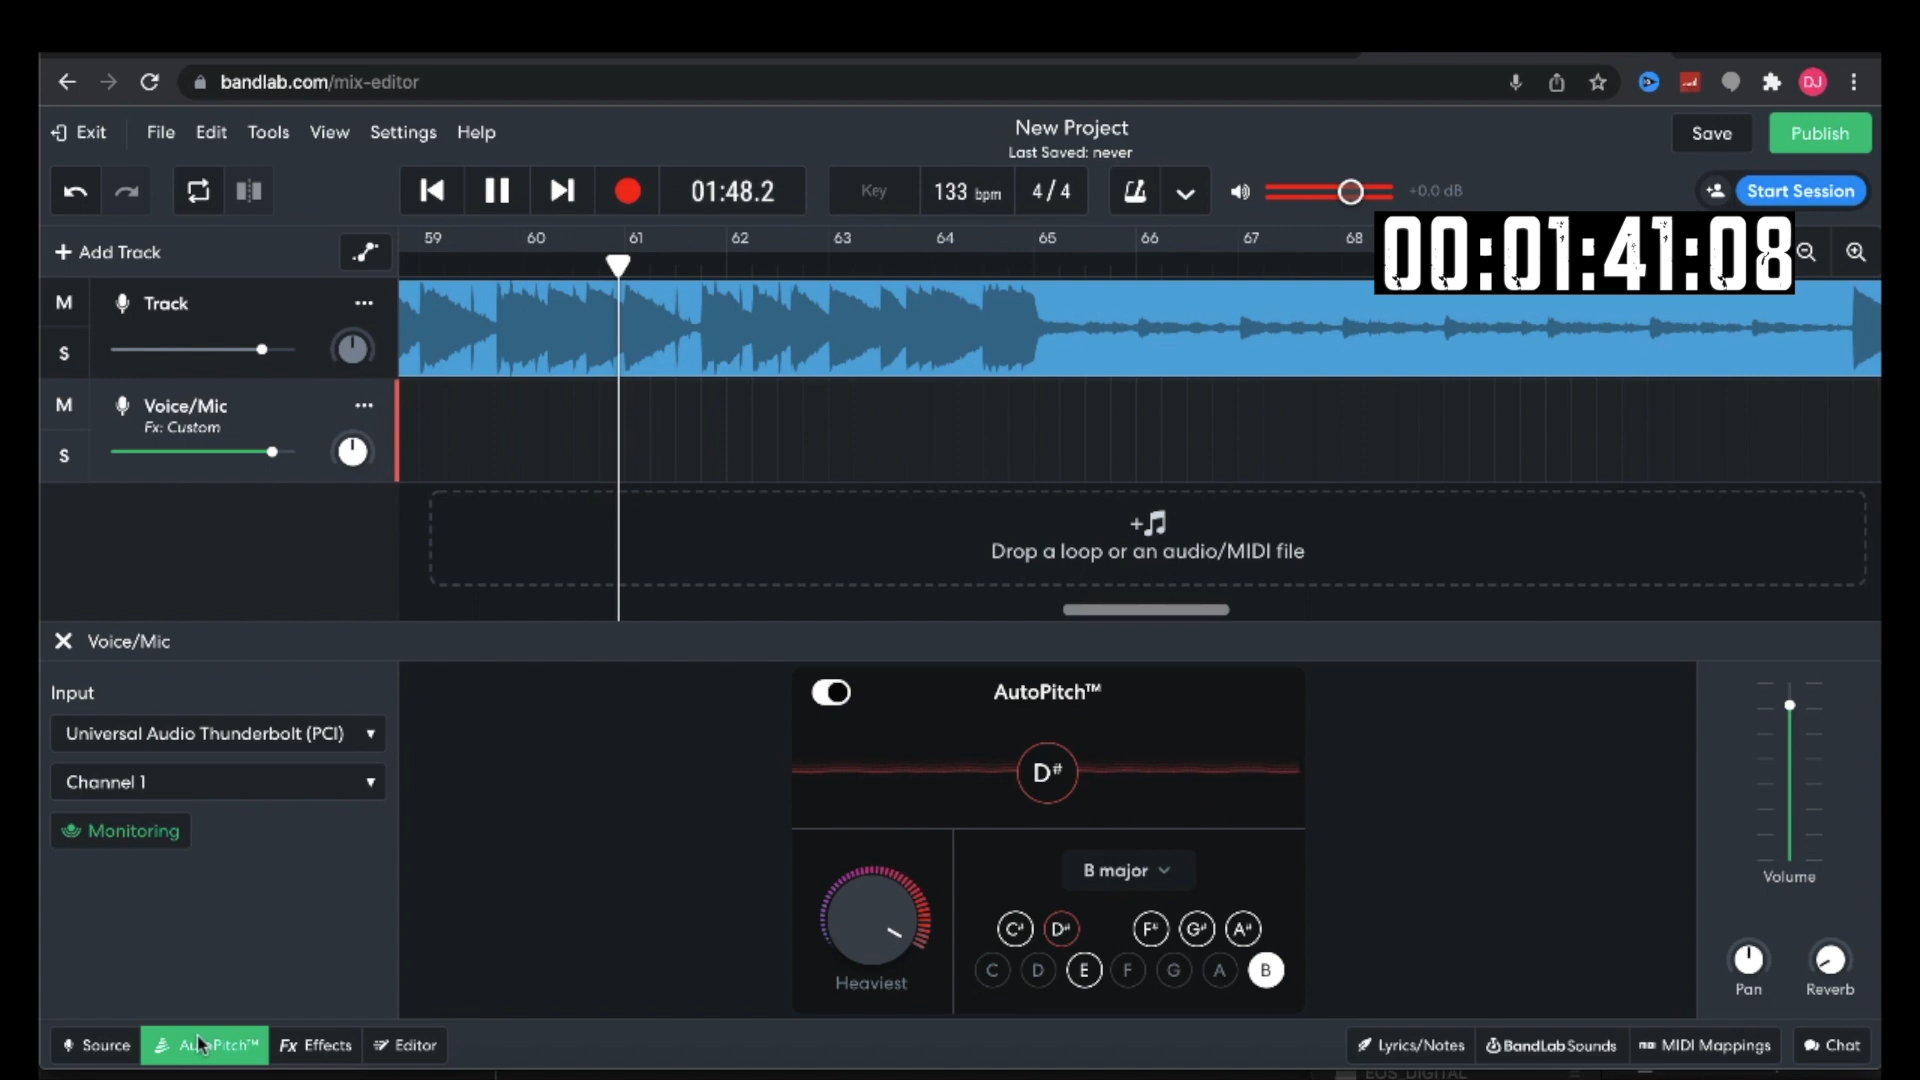 bandlab.com/mix-editor
DJ
Exit File Edit Tools View Settings Help
New Project
Last Saved: never
Save Publish
01:48.2 Key 133 bpm 4/4 +0.0 dB Start Session
00:01:41:08
+ Add Track
59 60 61 62 63 64 65 66 67 68
M Track
S
M Voice/Mic
Fx: Custom
S
Drop a loop or an audio/MIDI file
Voice/Mic
Input
Universal Audio Thunderbolt (PCI)
Channel 1
Monitoring
AutoPitch™
D#
B major
C# D# F# G# A#
C D E F G A B
Heaviest
Volume
Pan Reverb
Source AutoPitch™ Fx Effects Editor
Lyrics/Notes BandLab Sounds MIDI Mappings Chat
EOS DIGITAL